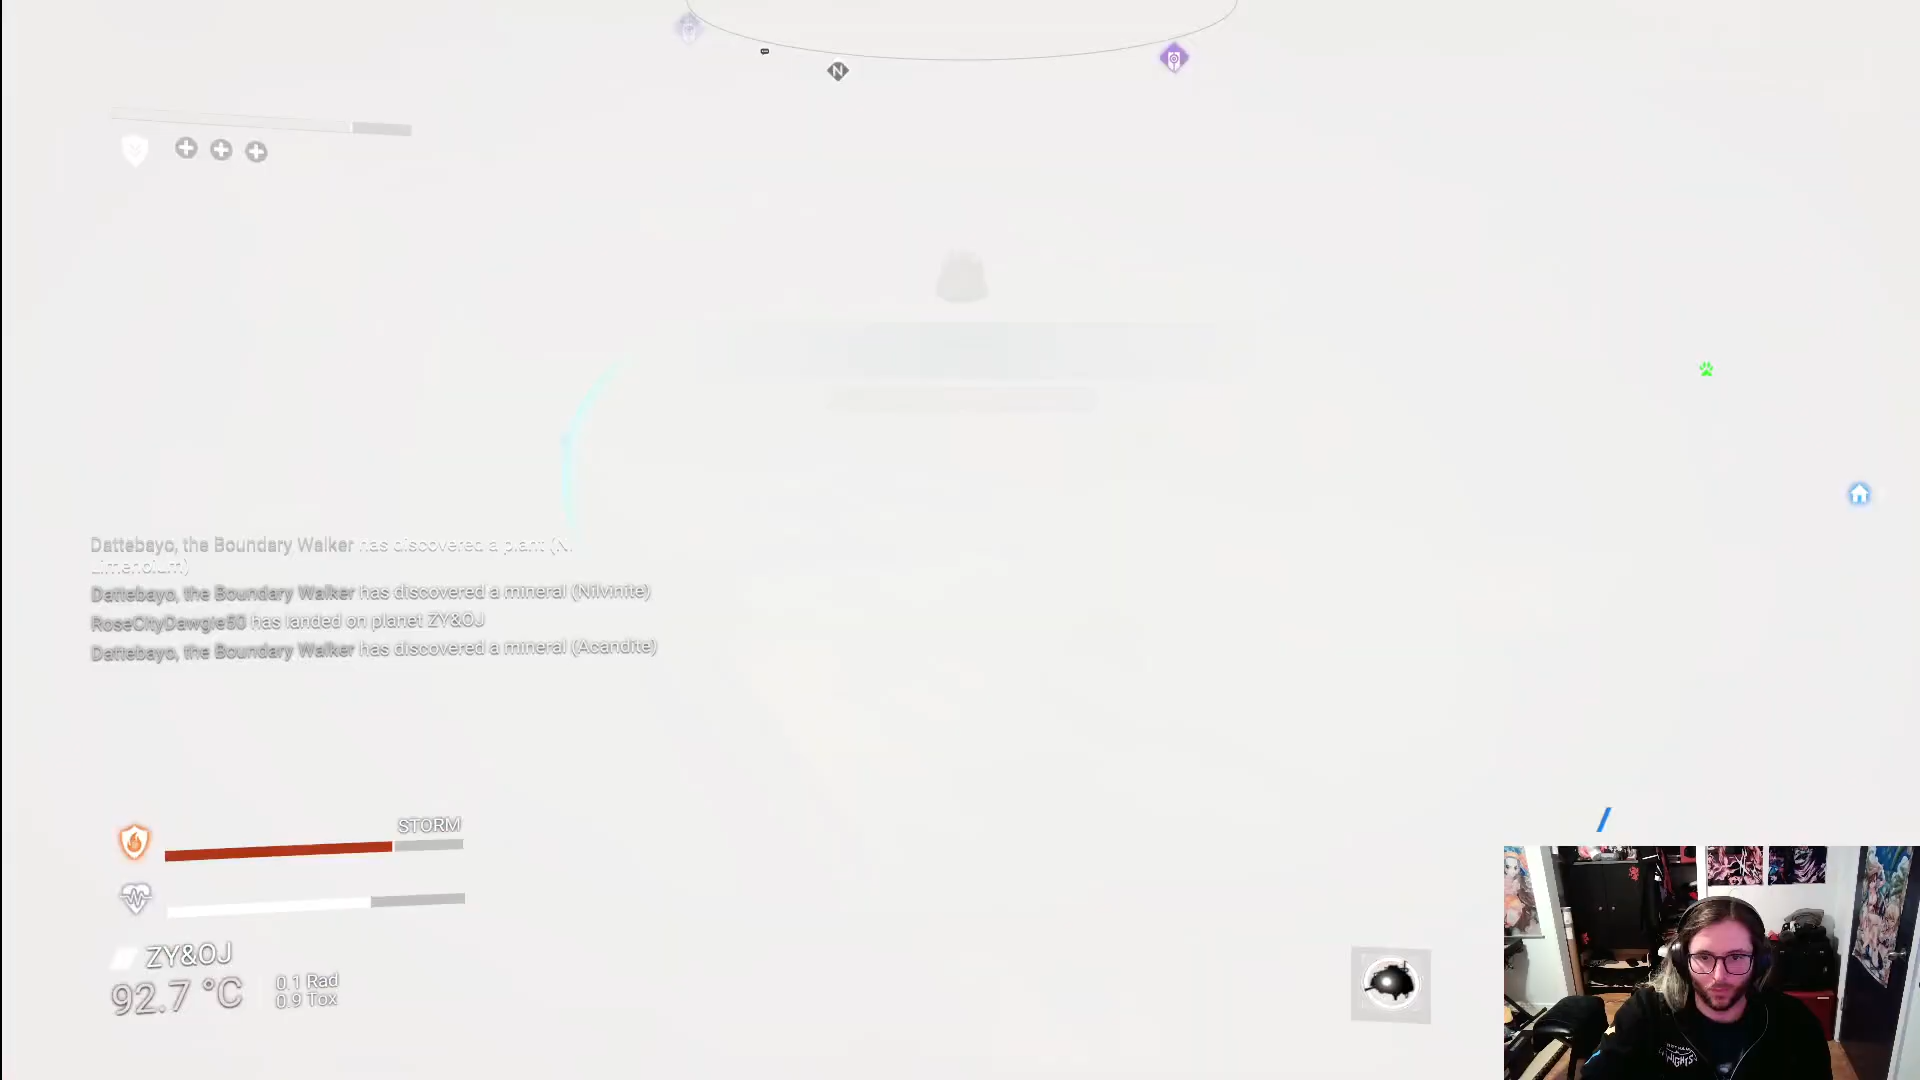 N
Dattebayo, the Boundary Walker has discovered a plant (N.
Limenolum)
Dattebayo, the Boundary Walker has discovered a mineral (Nilvinite)
RoseCityDawgie50 has landed on planet ZY&OJ
Dattebayo, the Boundary Walker has discovered a mineral (Acandite)
STORM
ZY&OJ
92.7 °C
0.1 Rad
0.9 Tox